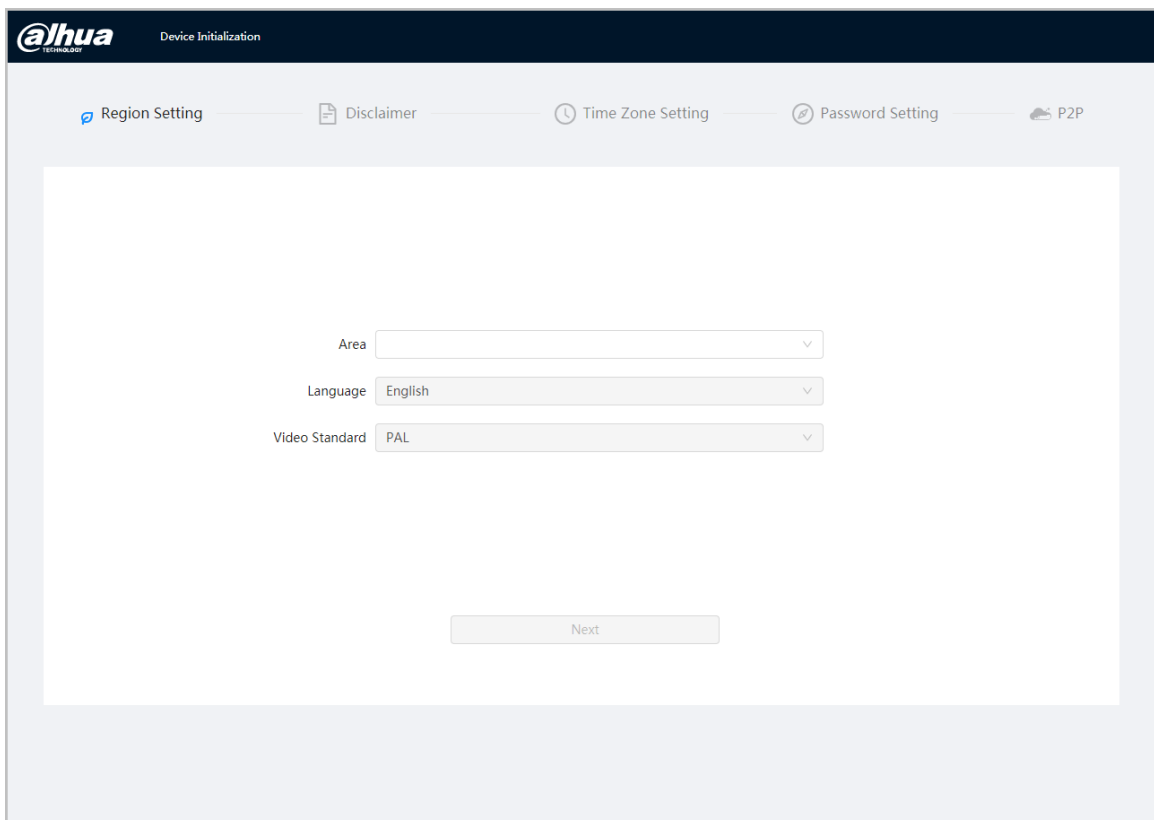 alhua
TECHNOLOGY
Device Initialization
Region Setting
Disclaimer
Time Zone Setting
Password Setting
P2P
Area
Language English
Video Standard PAL
Next